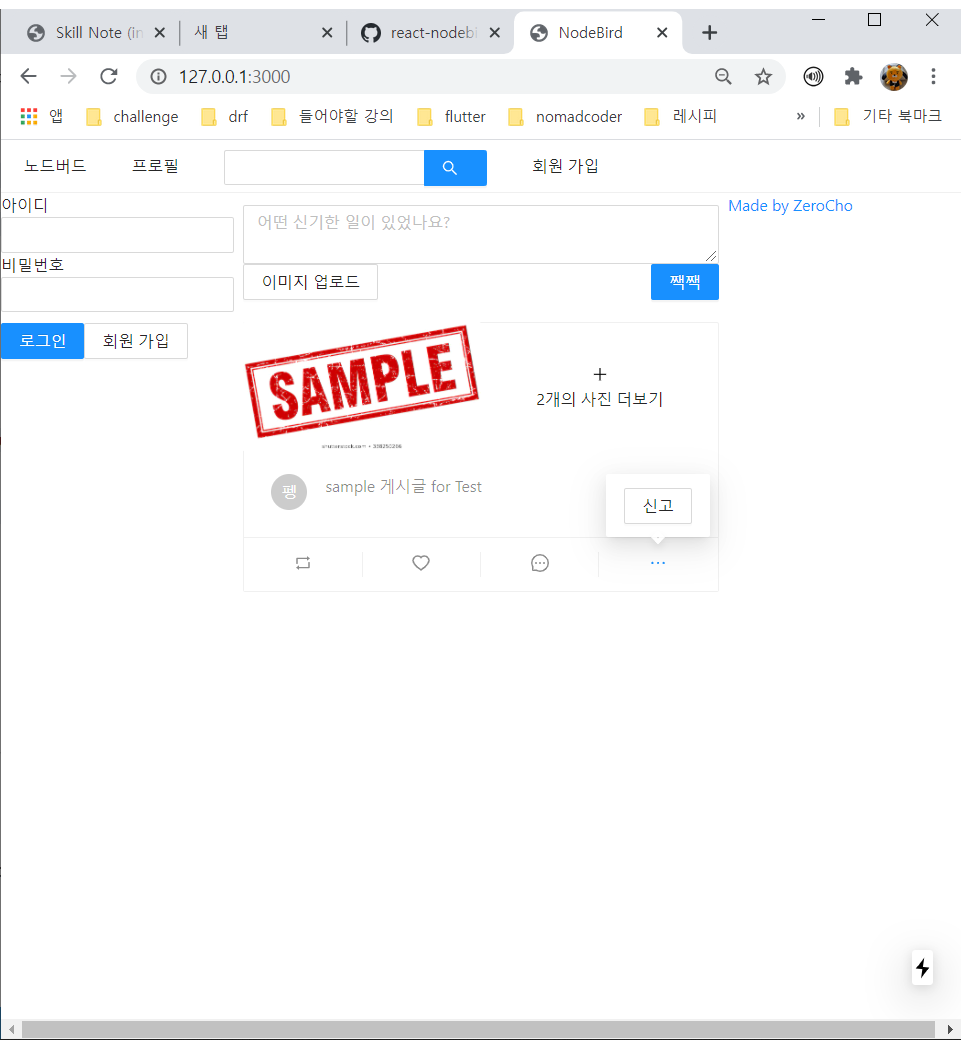 Skill Note (in
새 탭
react-nodebi
NodeBird
127.0.0.1:3000
앱
challenge
drf
들어야할 강의
flutter
nomadcoder
레시피
»
기타 북마크
노드버드
프로필
회원 가입
아이디
비밀번호
로그인
회원 가입
어떤 신기한 일이 있었나요?
이미지 업로드
짹짹
SAMPLE
+
2개의 사진 더보기
펭
sample 게시글 for Test
신고
Made by ZeroCho